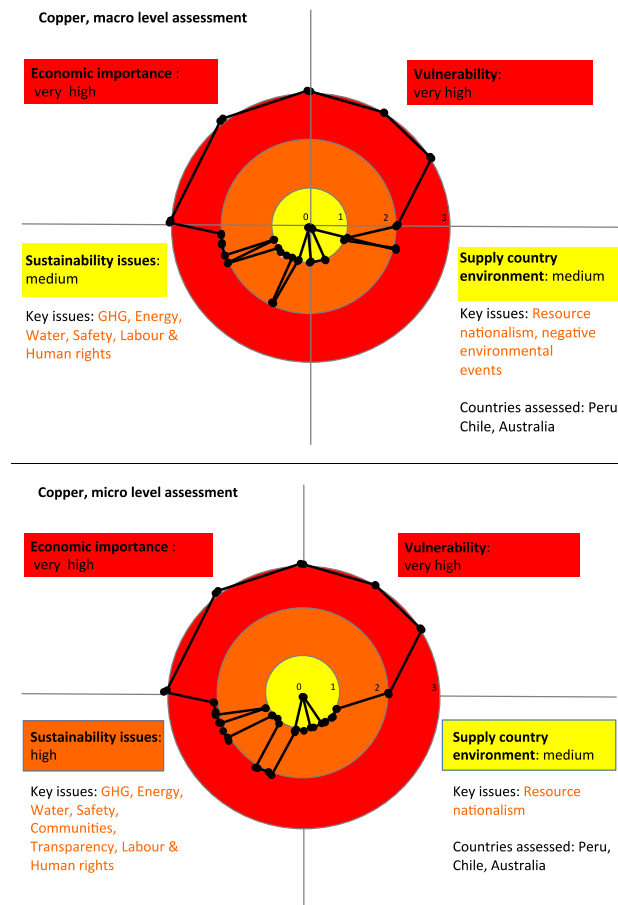 Copper, macro level assessment
Economic importance :
very high
Vulnerability:
very high
0
1
2
3
Sustainability issues:
medium
Key issues: GHG, Energy,
Water, Safety, Labour &
Human rights
Supply country
environment: medium
Key issues: Resource
nationalism, negative
environmental
events
Countries assessed: Peru
Chile, Australia
Copper, micro level assessment
Economic importance :
very high
Vulnerability:
very high
0
1
2
3
Sustainability issues:
high
Key issues: GHG, Energy,
Water, Safety,
Communities,
Transparency, Labour &
Human rights
Supply country
environment: medium
Key issues: Resource
nationalism
Countries assessed: Peru,
Chile, Australia